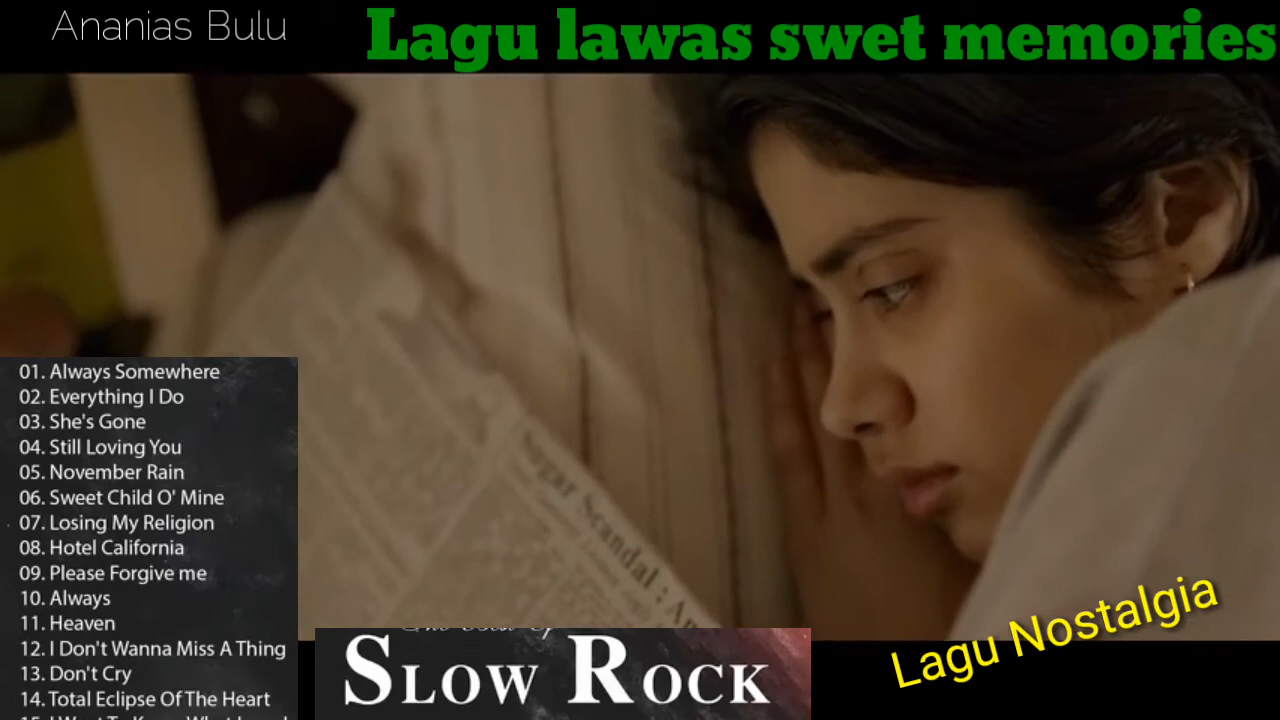 Ananias Bulu
Lagu lawas swet memories
01. Always Somewhere
02. Everything I Do
03. She's Gone
04. Still Loving You
05. November Rain
06. Sweet Child O' Mine
07. Losing My Religion
08. Hotel California
09. Please Forgive me
10. Always
11. Heaven
12. I Don't Wanna Miss A Thing
13. Don't Cry
14. Total Eclipse Of The Heart
Sugar Scandal :
SLOW ROCK
Lagu Nostalgia